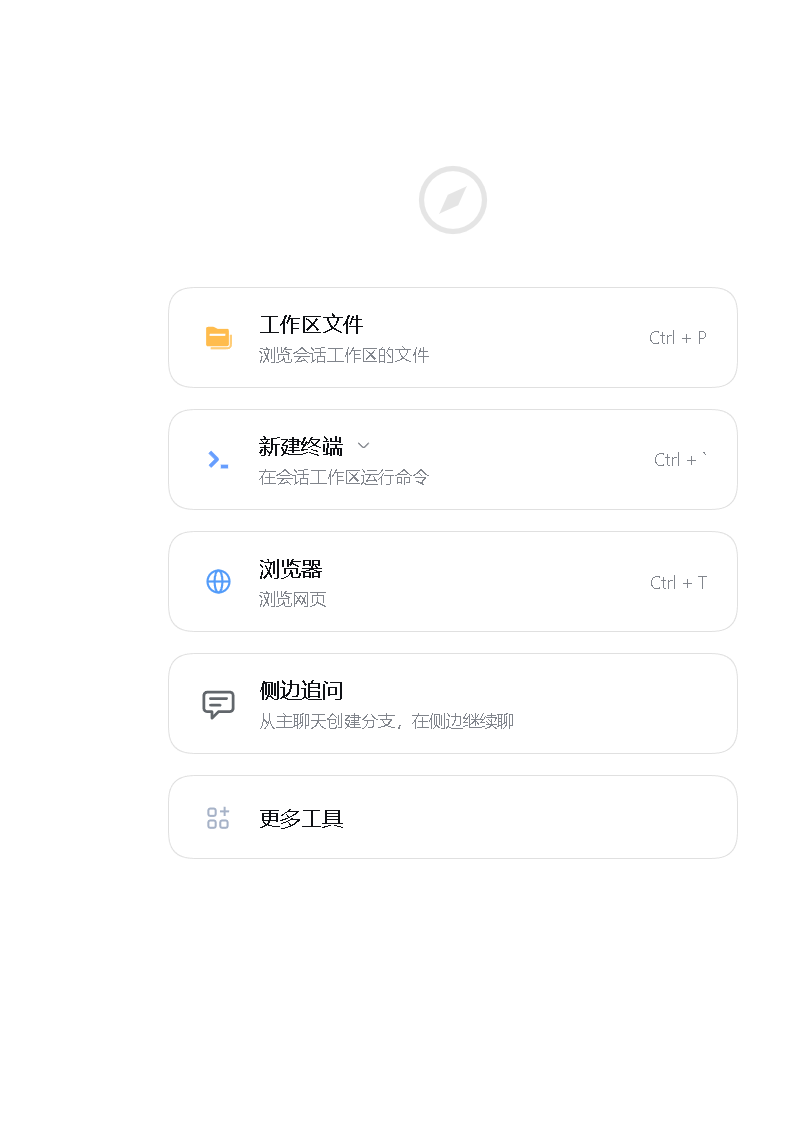 工作区文件
浏览会话工作区的文件
Ctrl + P
新建终端
在会话工作区运行命令
Ctrl + `
浏览器
浏览网页
Ctrl + T
侧边追问
从主聊天创建分支，在侧边继续聊
更多工具